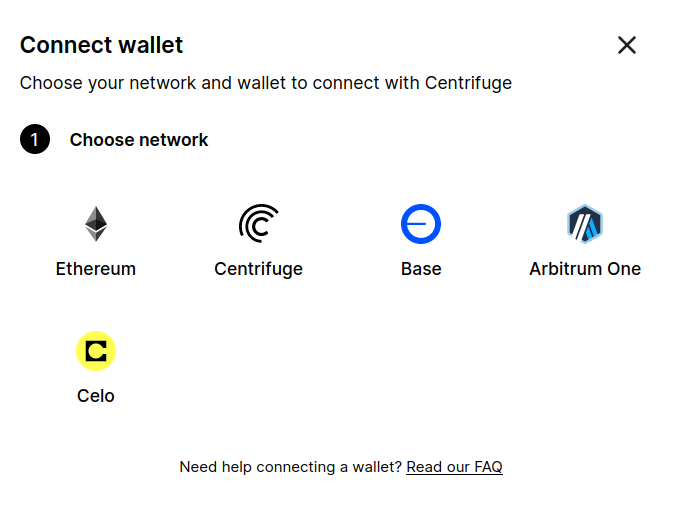 Connect wallet
Choose your network and wallet to connect with Centrifuge
1 Choose network
Ethereum Centrifuge Base Arbitrum One
Celo
Need help connecting a wallet? Read our FAQ